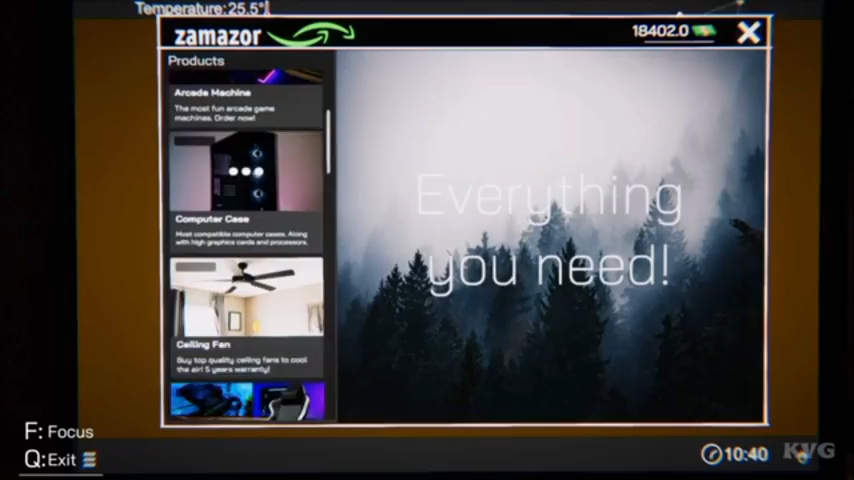 Temperature: 25.5°
zamazor
18402.0
Products
Arcade Machine
The most fun arcade game
machines. Order now!
Computer Case
Most compatible computer cases. Along
with high graphics cards and processors.
Ceiling Fan
Buy top quality ceiling fans to cool
the air! 5 years warranty!
Everything
you need!
F: Focus
Q: Exit
10:40
KVG